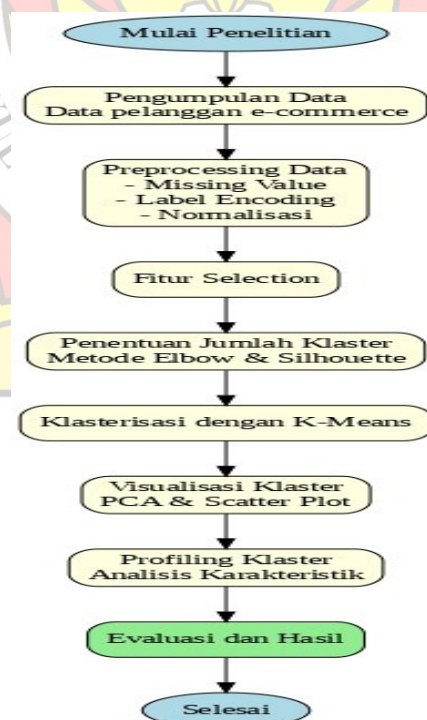 Mulai Penelitian
Pengumpulan Data
Data pelanggan e-commerce
Preprocessing Data
- Missing Value
- Label Encoding
- Normalisasi
Fitur Selection
Penentuan Jumlah Klaster
Metode Elbow & Silhouette
Klasterisasi dengan K-Means
Visualisasi Klaster
PCA & Scatter Plot
Profiling Klaster
Analisis Karakteristik
Evaluasi dan Hasil
Selesai